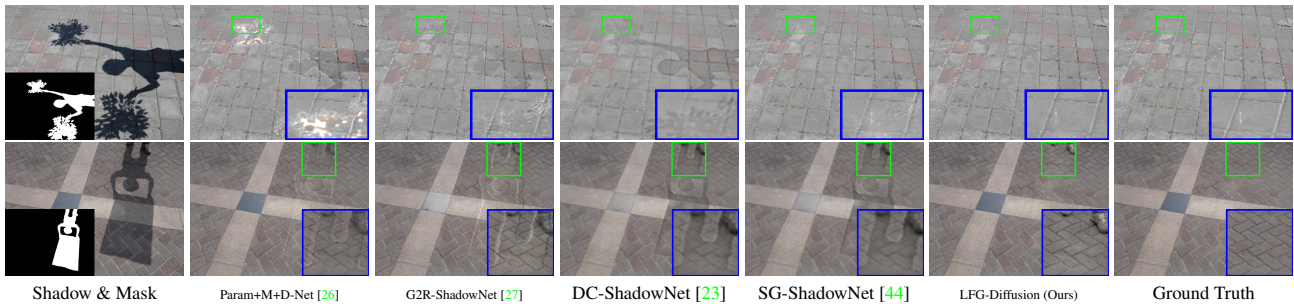 Shadow & Mask Param+M+D-Net [26] G2R-ShadowNet [27] DC-ShadowNet [23] SG-ShadowNet [44] LFG-Diffusion (Ours) Ground Truth